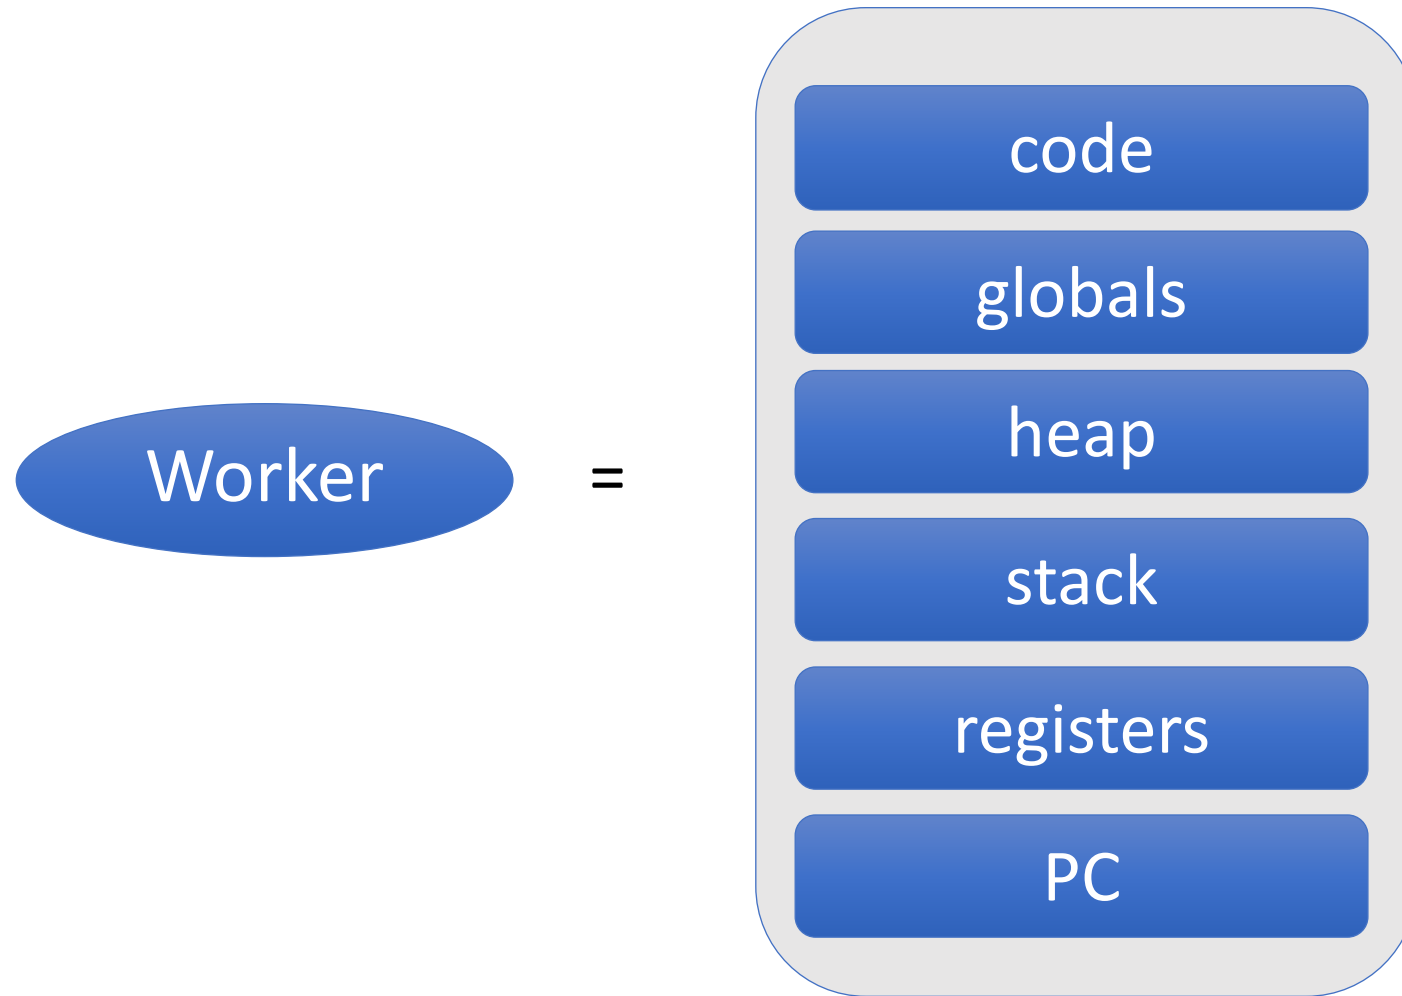 code
globals
heap
Worker =
stack
registers
PC